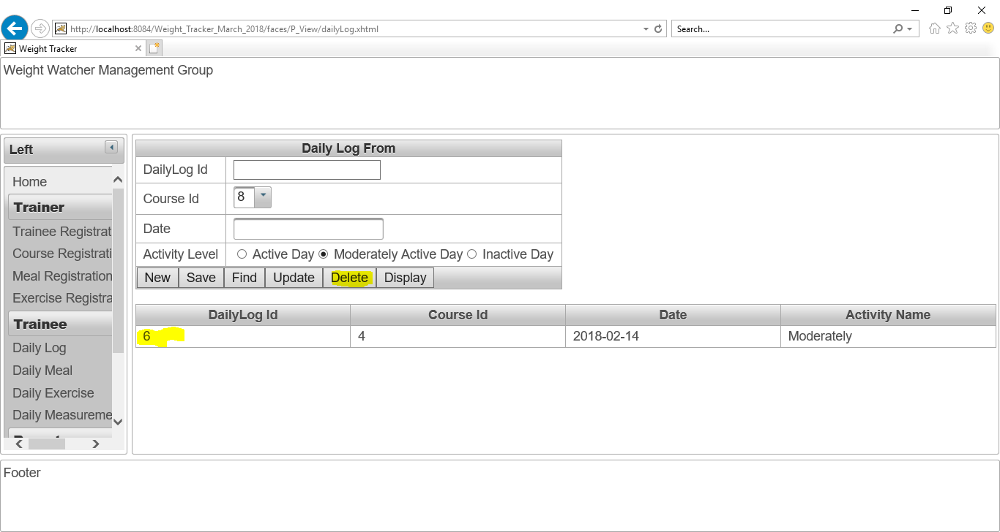 http://localhost:8084/Weight_Tracker_March_2018/faces/P_View/dailyLog.xhtml
Search...
Weight Tracker
Weight Watcher Management Group
Left
Home
Trainer
Trainee Registrat
Course Registrati
Meal Registration
Exercise Registra
Trainee
Daily Log
Daily Meal
Daily Exercise
Daily Measureme
Daily Log From
DailyLog Id
Course Id 8
Date
Activity Level Active Day Moderately Active Day Inactive Day
New Save Find Update Delete Display
DailyLog Id Course Id Date Activity Name
6 4 2018-02-14 Moderately
Footer